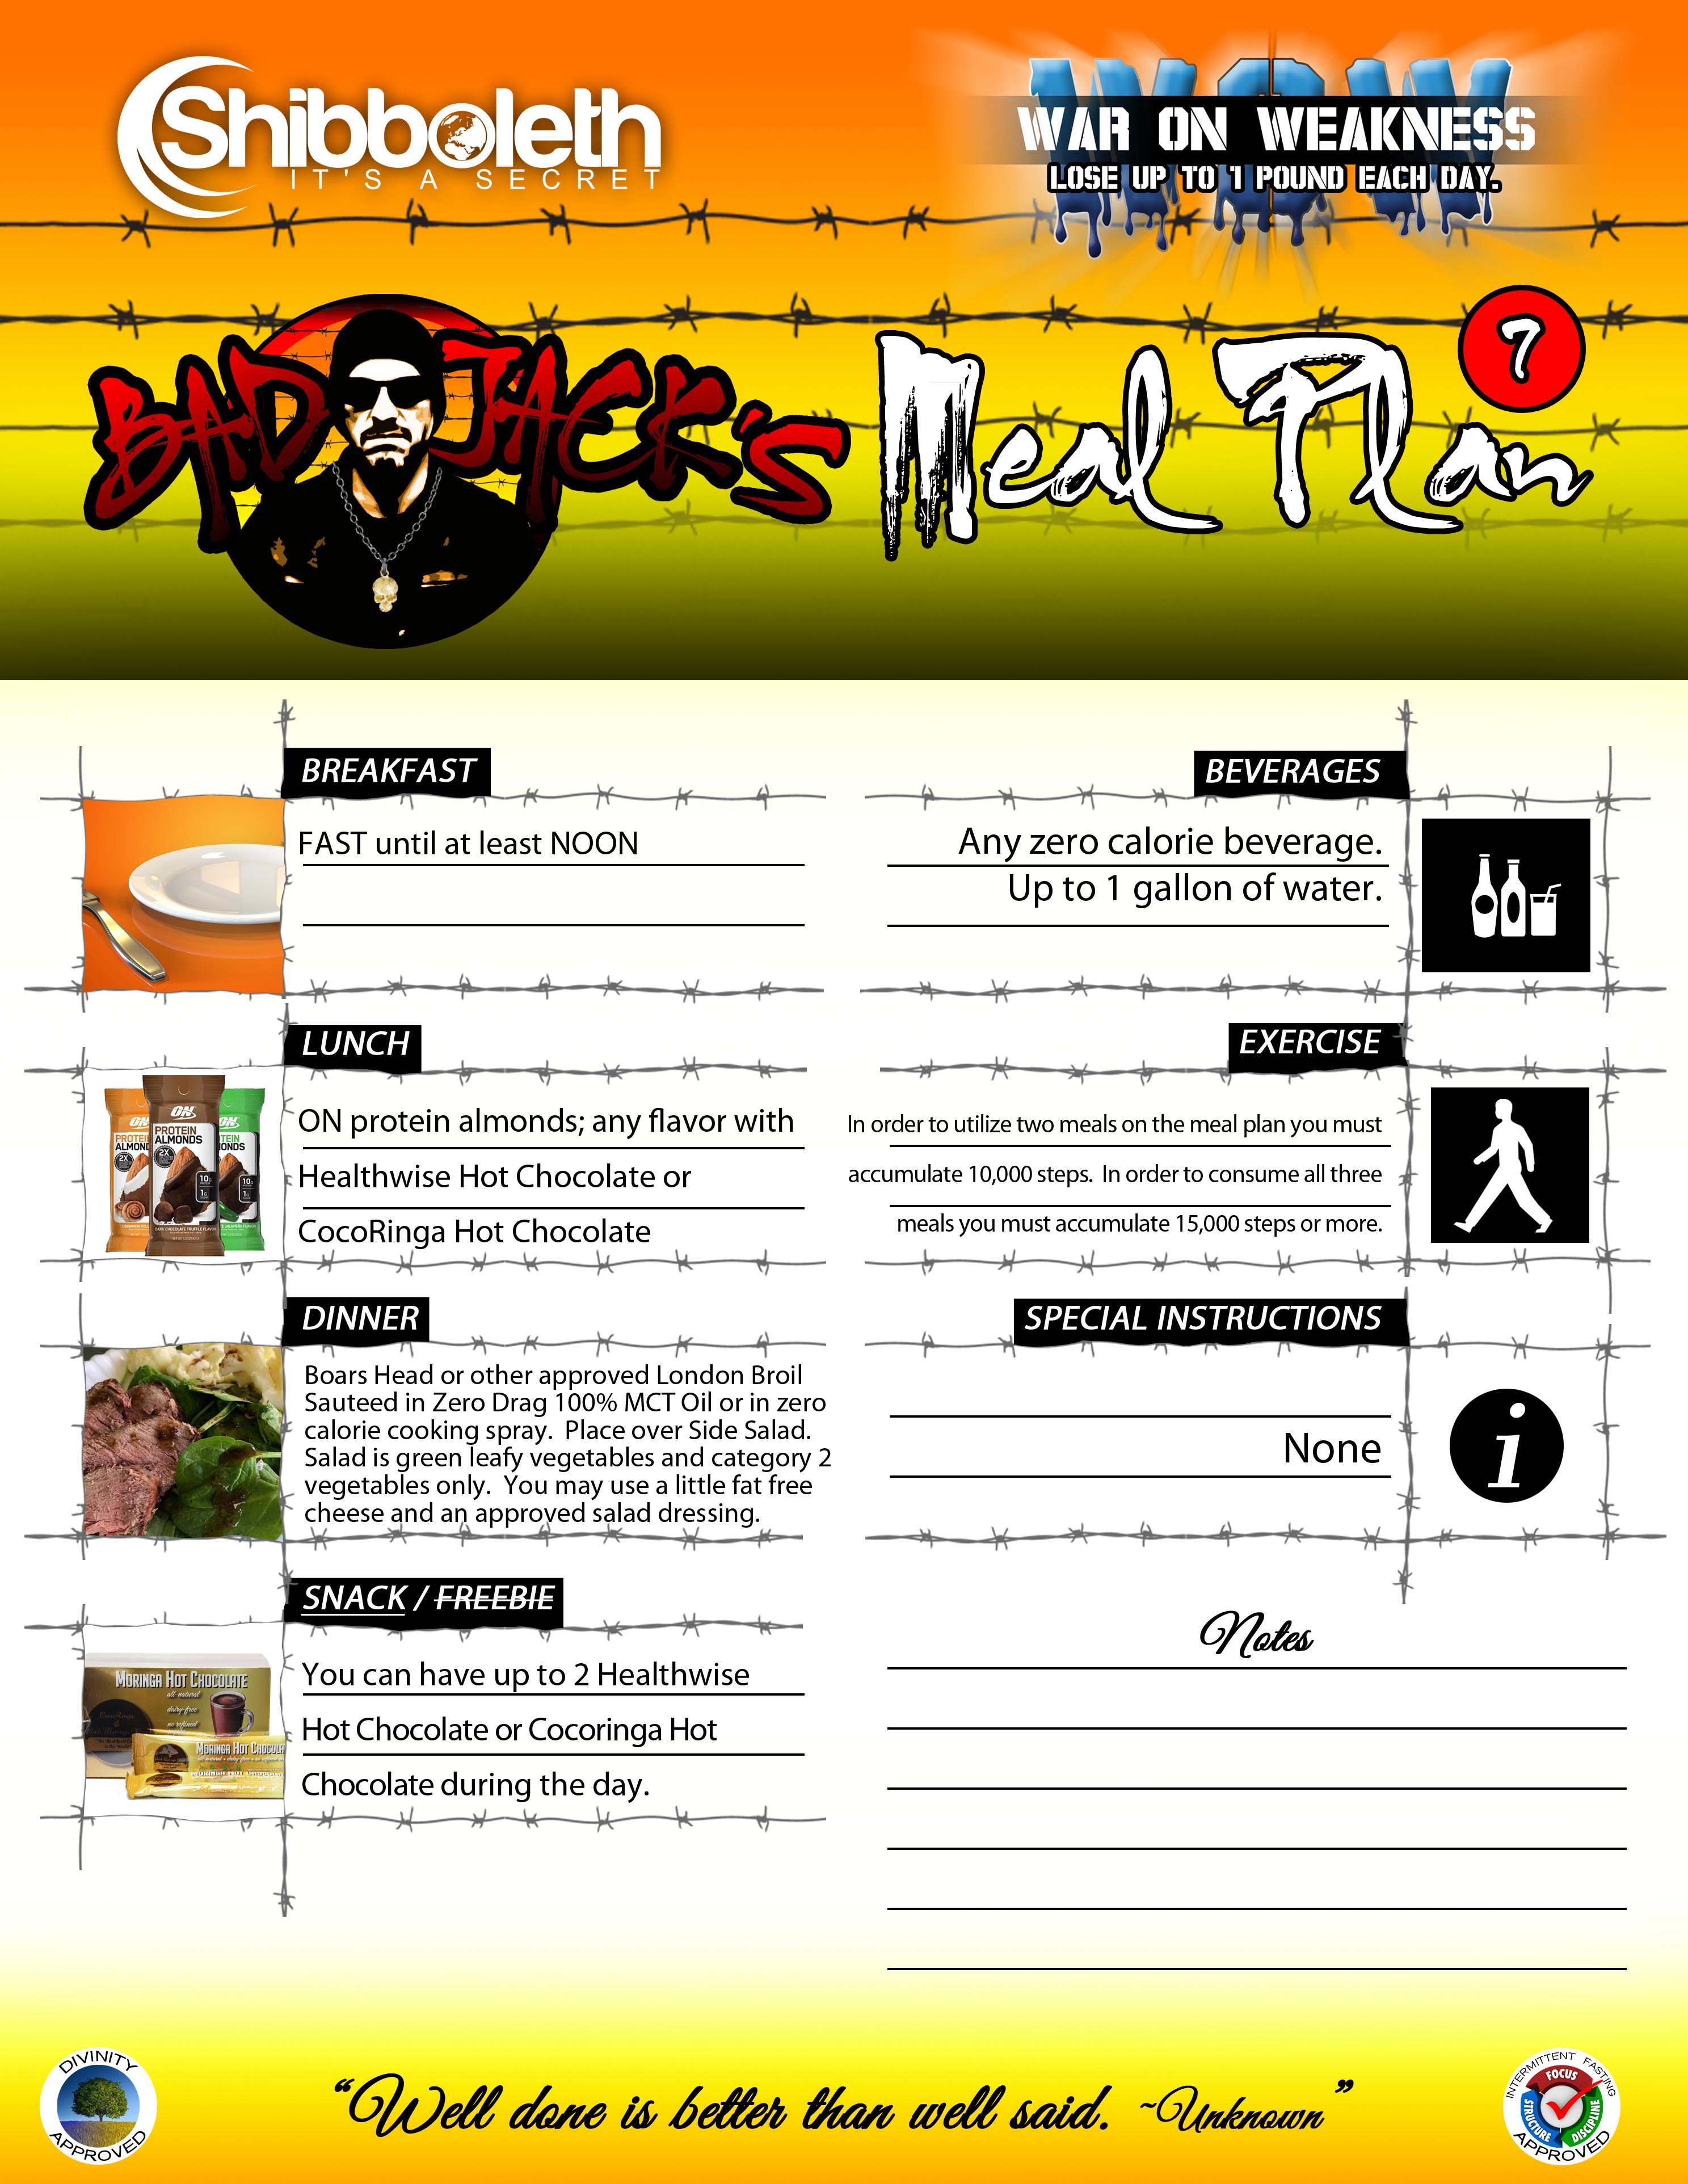 Shibboleth
IT'S A SECRET
WOW
WAR ON WEAKNESS
LOSE UP TO 1 POUND EACH DAY.
BAD JACK'S Meal Plan 7
BREAKFAST
FAST until at least NOON
BEVERAGES
Any zero calorie beverage.
Up to 1 gallon of water.
LUNCH
ON
PROTEIN
ALMONDS
ON protein almonds; any flavor with
Healthwise Hot Chocolate or
CocoRinga Hot Chocolate
EXERCISE
In order to utilize two meals on the meal plan you must
accumulate 10,000 steps. In order to consume all three
meals you must accumulate 15,000 steps or more.
DINNER
Boars Head or other approved London Broil
Sauteed in Zero Drag 100% MCT Oil or in zero
calorie cooking spray. Place over Side Salad.
Salad is green leafy vegetables and category 2
vegetables only. You may use a little fat free
cheese and an approved salad dressing.
SPECIAL INSTRUCTIONS
None
i
SNACK / FREEBIE
MORINGA HOT CHOCOLATE
all-natural
dairy-free
no refined
You can have up to 2 Healthwise
Hot Chocolate or Cocoringa Hot
Chocolate during the day.
Notes
DIVINITY
APPROVED
“Well done is better than well said. ~Unknown”
INTERMITTENT FASTING
FOCUS
STRUCTURE
DISCIPLINE
APPROVED